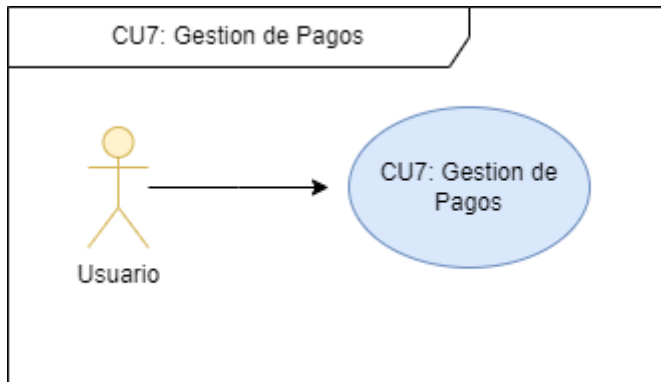 CU7: Gestion de Pagos
CU7: Gestion de
Pagos
Usuario